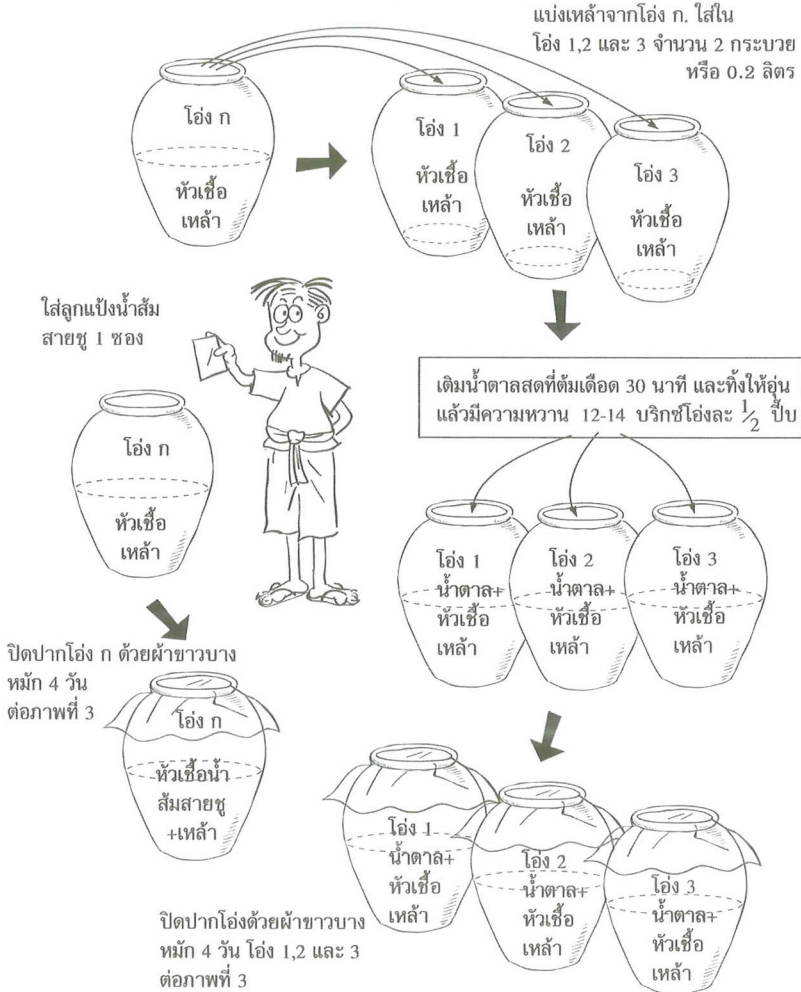 แบ่งเหล้าจากโอ่ง ก. ใส่ใน
โอ่ง 1,2 และ 3 จำนวน 2 กระบวย
หรือ 0.2 ลิตร
โอ่ง ก
หัวเชื้อ
เหล้า
โอ่ง 1
หัวเชื้อ
เหล้า
โอ่ง 2
หัวเชื้อ
เหล้า
โอ่ง 3
หัวเชื้อ
เหล้า
ใส่ลูกแป้งน้ำส้ม
สายชู 1 ซอง
โอ่ง ก
หัวเชื้อ
เหล้า
เติมน้ำตาลสดที่ต้มเดือด 30 นาที และทิ้งให้อุ่น
แล้วมีความหวาน 12-14 บริกซ์โอ่งละ 1/2 ปี๊บ
โอ่ง 1
น้ำตาล+
หัวเชื้อ
เหล้า
โอ่ง 2
น้ำตาล+
หัวเชื้อ
เหล้า
โอ่ง 3
น้ำตาล+
หัวเชื้อ
เหล้า
ปิดปากโอ่ง ก ด้วยผ้าขาวบาง
หมัก 4 วัน
ต่อภาพที่ 3
โอ่ง ก
หัวเชื้อน้ำ
ส้มสายชู
+เหล้า
โอ่ง 1
น้ำตาล+
หัวเชื้อ
เหล้า
โอ่ง 2
น้ำตาล+
หัวเชื้อ
เหล้า
โอ่ง 3
น้ำตาล+
หัวเชื้อ
เหล้า
ปิดปากโอ่งด้วยผ้าขาวบาง
หมัก 4 วัน โอ่ง 1,2 และ 3
ต่อภาพที่ 3